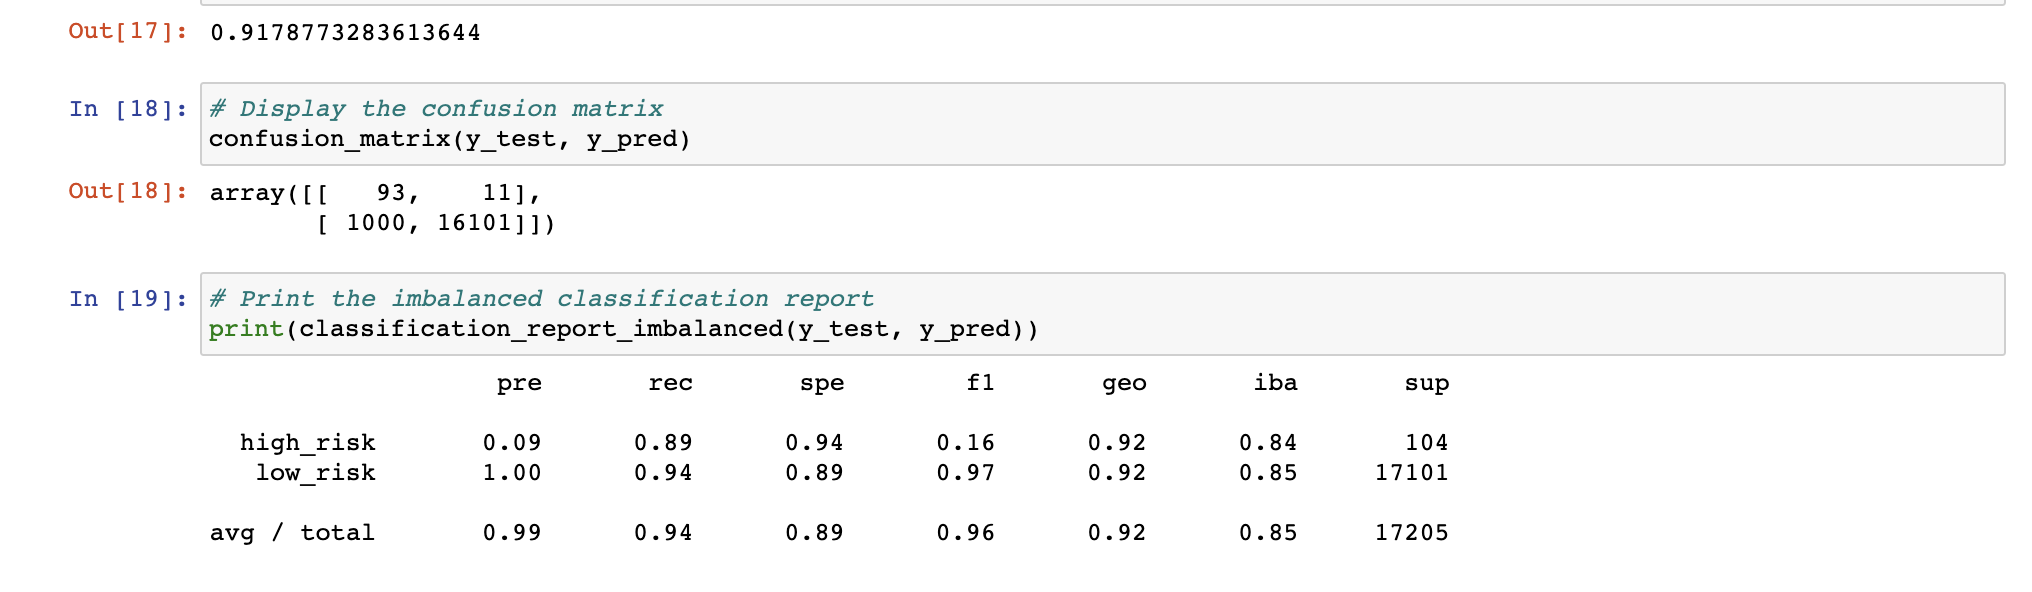 Out[17]: 0.9178773283613644
In [18]: # Display the confusion matrix
confusion_matrix(y_test, y_pred)
Out[18]: array([[   93,    11],
       [ 1000, 16101]])
In [19]: # Print the imbalanced classification report
print(classification_report_imbalanced(y_test, y_pred))
pre rec spe f1 geo iba sup
high_risk 0.09 0.89 0.94 0.16 0.92 0.84 104
low_risk 1.00 0.94 0.89 0.97 0.92 0.85 17101
avg / total 0.99 0.94 0.89 0.96 0.92 0.85 17205